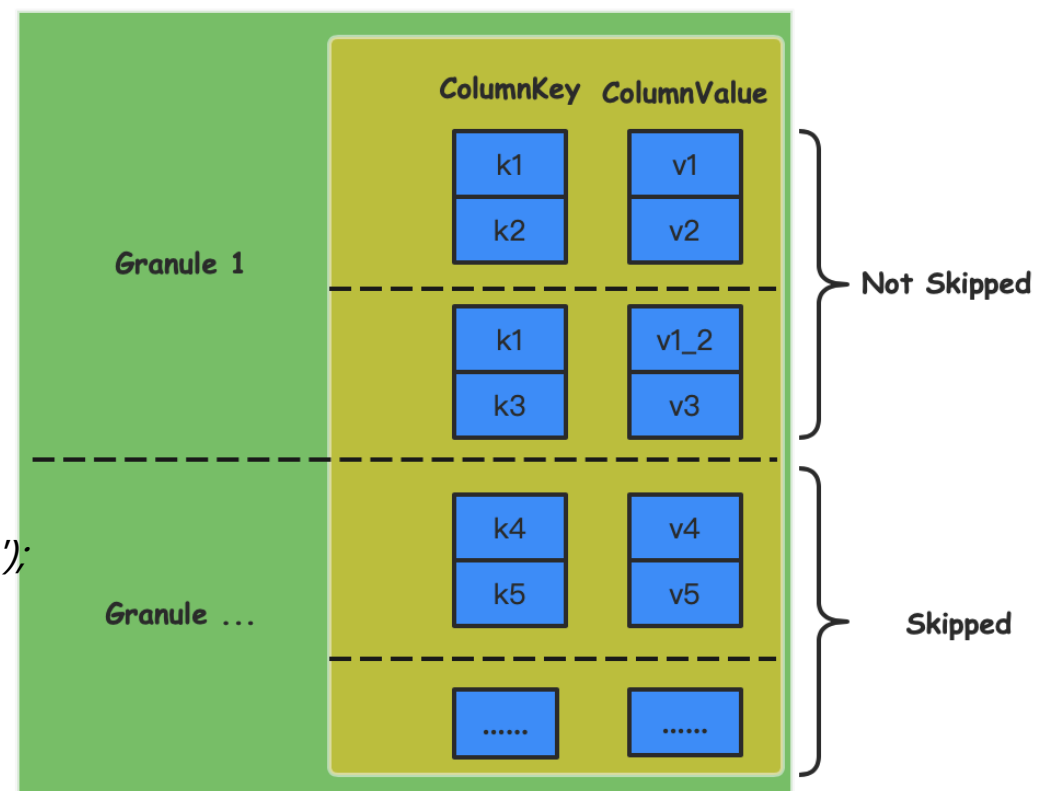 ColumnKey ColumnValue
k1 v1
k2 v2
Granule 1
Not Skipped
k1 v1_2
k3 v3
k4 v4
');
k5 v5
Granule ...
Skipped
...... ......